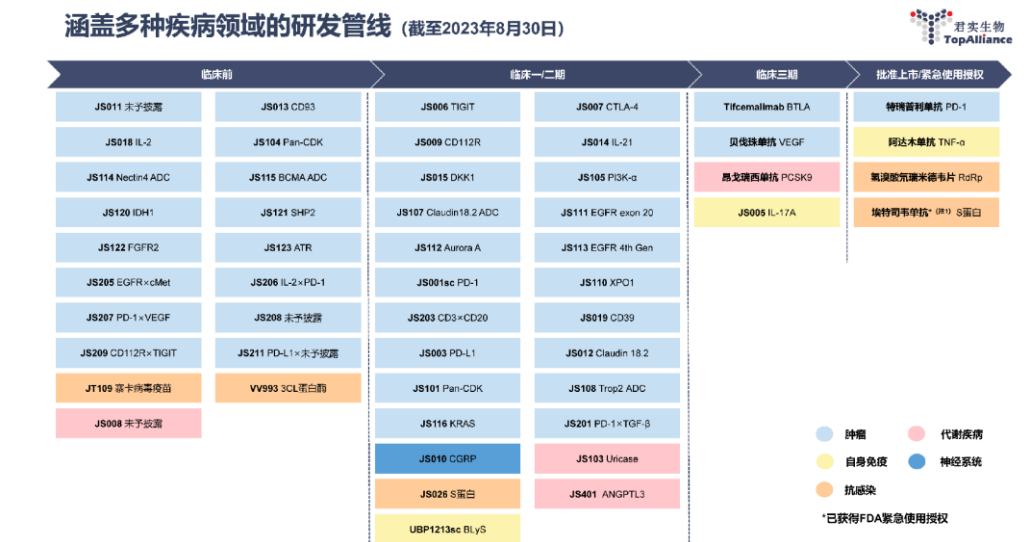 涵盖多种疾病领域的研发管线 (截至2023年8月30日)
君实生物
TopAlliance
临床前
临床一/二期
临床三期
批准上市/紧急使用授权
JS011 未予披露
JS013 CD93
JS006 TIGIT
JS007 CTLA-4
Tifcemalimab BTLA
特瑞普利单抗 PD-1
JS018 IL-2
JS104 Pan-CDK
JS009 CD112R
JS014 IL-21
贝伐珠单抗 VEGF
阿达木单抗 TNF-α
JS114 Nectin4 ADC
JS115 BCMA ADC
JS015 DKK1
JS105 PI3K-α
昂戈瑞西单抗 PCSK9
氢溴酸氘瑞米德韦片 RdRp
JS120 IDH1
JS121 SHP2
JS107 Claudin18.2 ADC
JS111 EGFR exon 20
JS005 IL-17A
埃特司韦单抗* (注1) S蛋白
JS122 FGFR2
JS123 ATR
JS112 Aurora A
JS113 EGFR 4th Gen
JS205 EGFR×cMet
JS206 IL-2×PD-1
JS001sc PD-1
JS110 XPO1
JS207 PD-1×VEGF
JS208 未予披露
JS203 CD3×CD20
JS019 CD39
JS209 CD112R×TIGIT
JS211 PD-L1×未予披露
JS003 PD-L1
JS012 Claudin 18.2
JT109 寨卡病毒疫苗
VV993 3CL蛋白酶
JS101 Pan-CDK
JS108 Trop2 ADC
JS008 未予披露
JS116 KRAS
JS201 PD-1×TGF-β
JS010 CGRP
JS103 Uricase
JS026 S蛋白
JS401 ANGPTL3
UBP1213sc BLyS
肿瘤
代谢疾病
自身免疫
神经系统
抗感染
*已获得FDA紧急使用授权